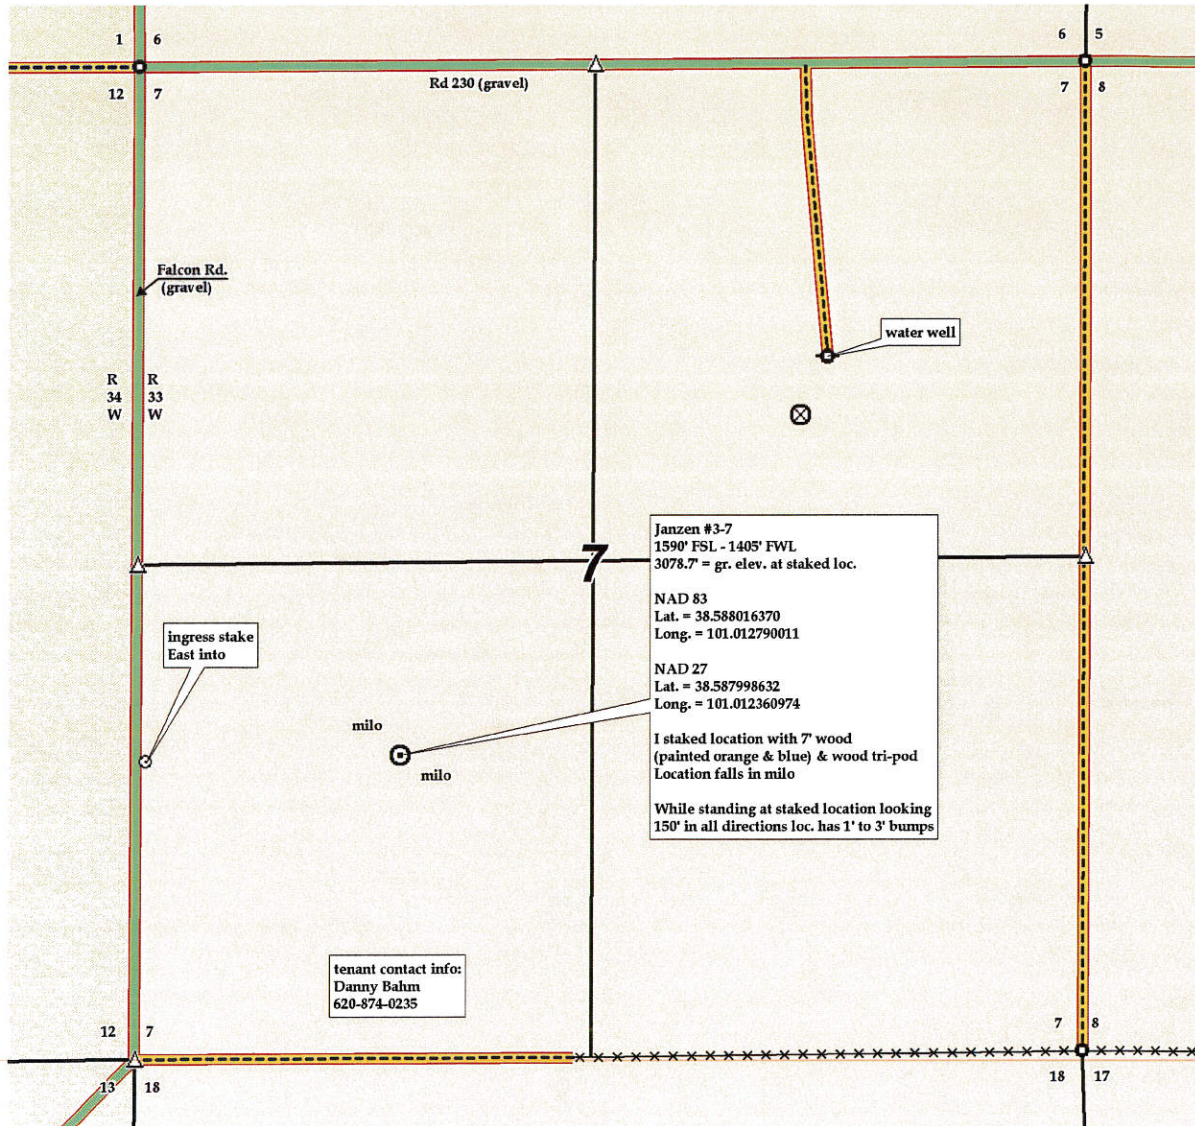 1 6
6 5
12 7
Rd 230 (gravel)
7 8
Falcon Rd.
(gravel)
water well
R R
34 33
W W
Janzen #3-7
1590' FSL - 1405' FWL
3078.7' = gr. elev. at staked loc.
NAD 83
Lat. = 38.588016370
Long. = 101.012790011
NAD 27
Lat. = 38.587998632
Long. = 101.012360974
I staked location with 7' wood
(painted orange & blue) & wood tri-pod
Location falls in milo
While standing at staked location looking
150' in all directions loc. has 1' to 3' bumps
7
ingress stake
East into
milo
milo
tenant contact info:
Danny Bahm
620-874-0235
12 7
7 8
13 18
18 17